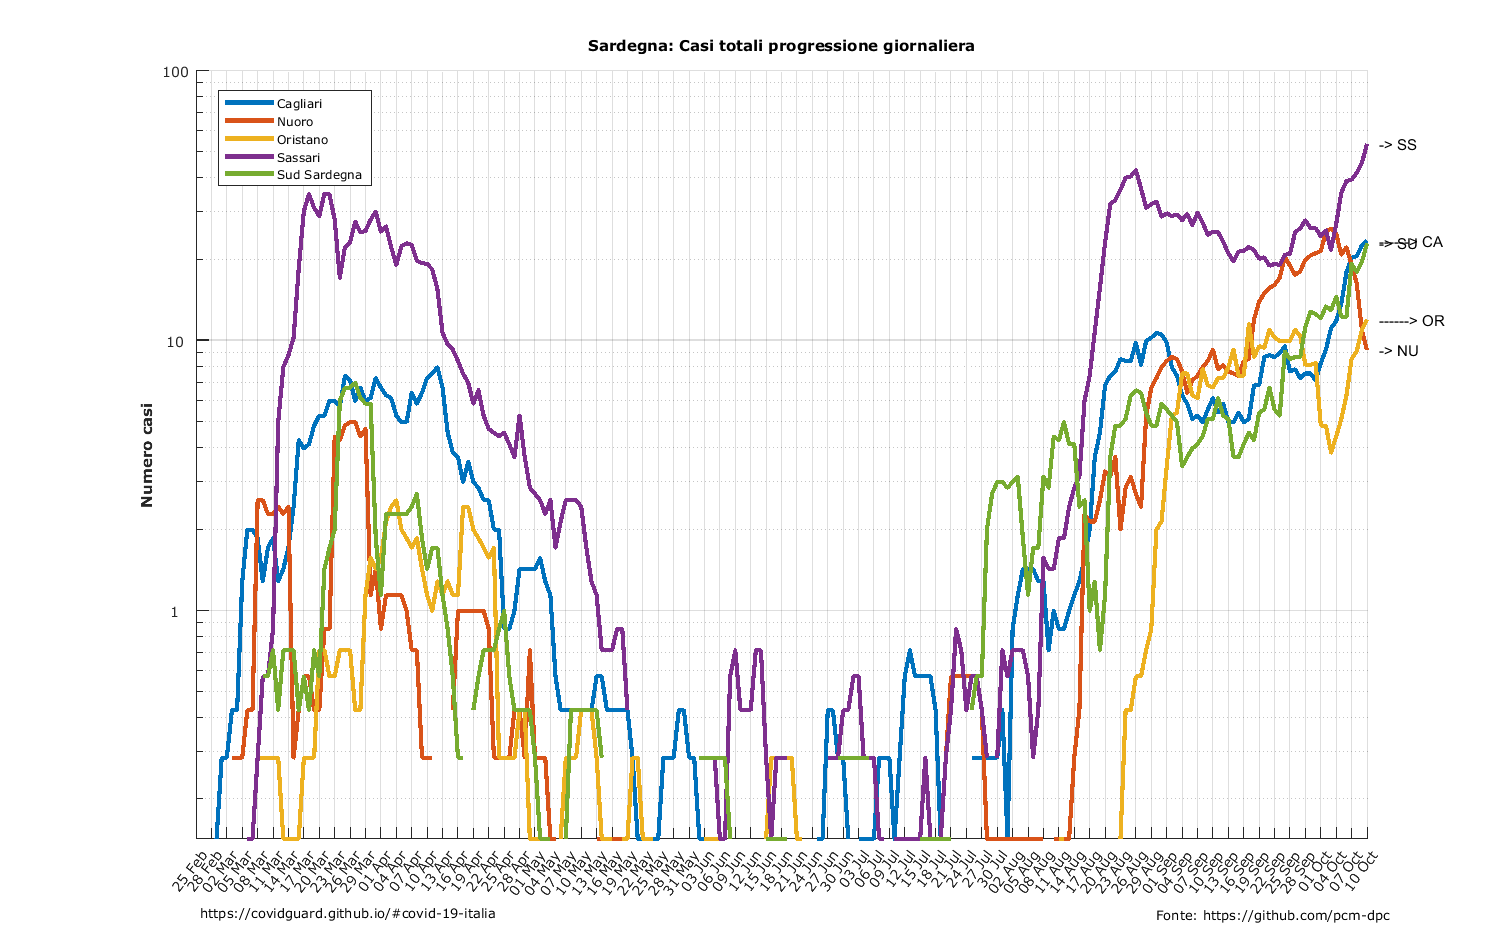 Sardegna: Casi totali progressione giornaliera
100
10
1
Numero casi
Cagliari
Nuoro
Oristano
Sassari
Sud Sardegna
-> SS
------> CA
-> SU
------> OR
-> NU
25 Feb
28 Feb
02 Mar
05 Mar
08 Mar
11 Mar
14 Mar
17 Mar
20 Mar
23 Mar
26 Mar
29 Mar
01 Apr
04 Apr
07 Apr
10 Apr
13 Apr
16 Apr
19 Apr
22 Apr
25 Apr
28 Apr
01 May
04 May
07 May
10 May
13 May
16 May
19 May
22 May
25 May
28 May
31 May
03 Jun
06 Jun
09 Jun
12 Jun
15 Jun
18 Jun
21 Jun
24 Jun
27 Jun
30 Jun
03 Jul
06 Jul
09 Jul
12 Jul
15 Jul
18 Jul
21 Jul
24 Jul
27 Jul
30 Jul
02 Aug
05 Aug
08 Aug
11 Aug
14 Aug
17 Aug
20 Aug
23 Aug
26 Aug
29 Aug
01 Sep
04 Sep
07 Sep
10 Sep
13 Sep
16 Sep
19 Sep
22 Sep
25 Sep
28 Sep
01 Oct
04 Oct
07 Oct
10 Oct
https://covidguard.github.io/#covid-19-italia
Fonte: https://github.com/pcm-dpc